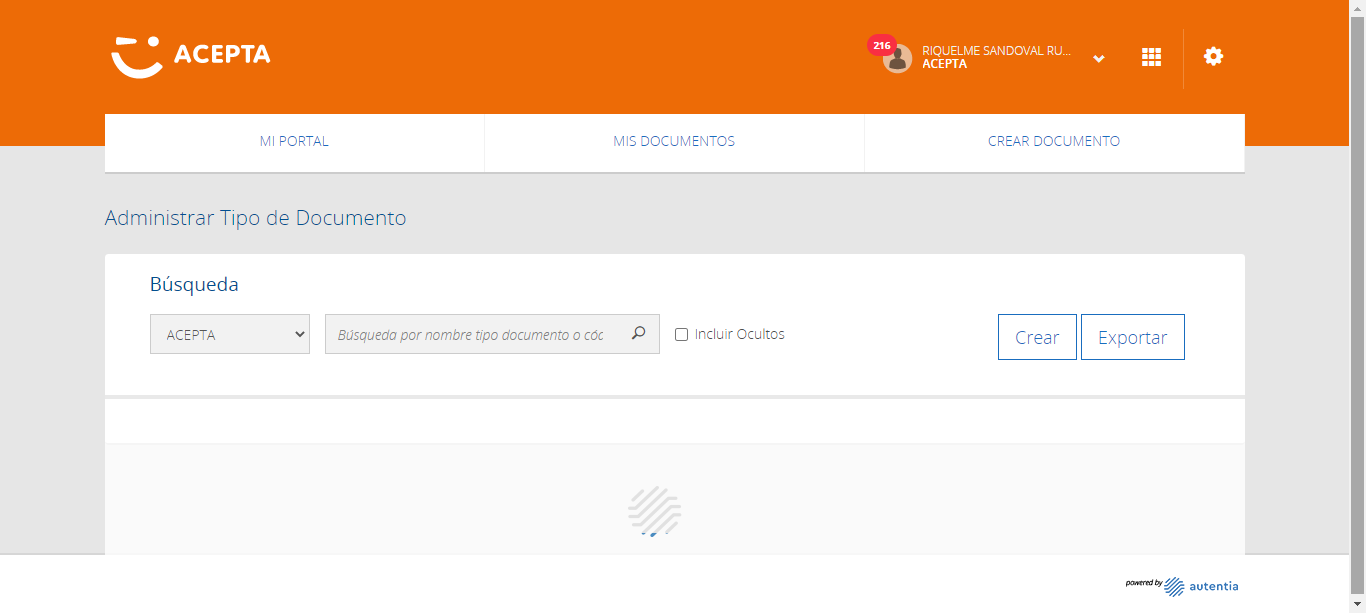 ACEPTA
216
RIQUELME SANDOVAL RU...
ACEPTA
MI PORTAL
MIS DOCUMENTOS
CREAR DOCUMENTO
Administrar Tipo de Documento
Búsqueda
ACEPTA
Búsqueda por nombre tipo documento o cóc
Incluir Ocultos
Crear
Exportar
powered by autentia